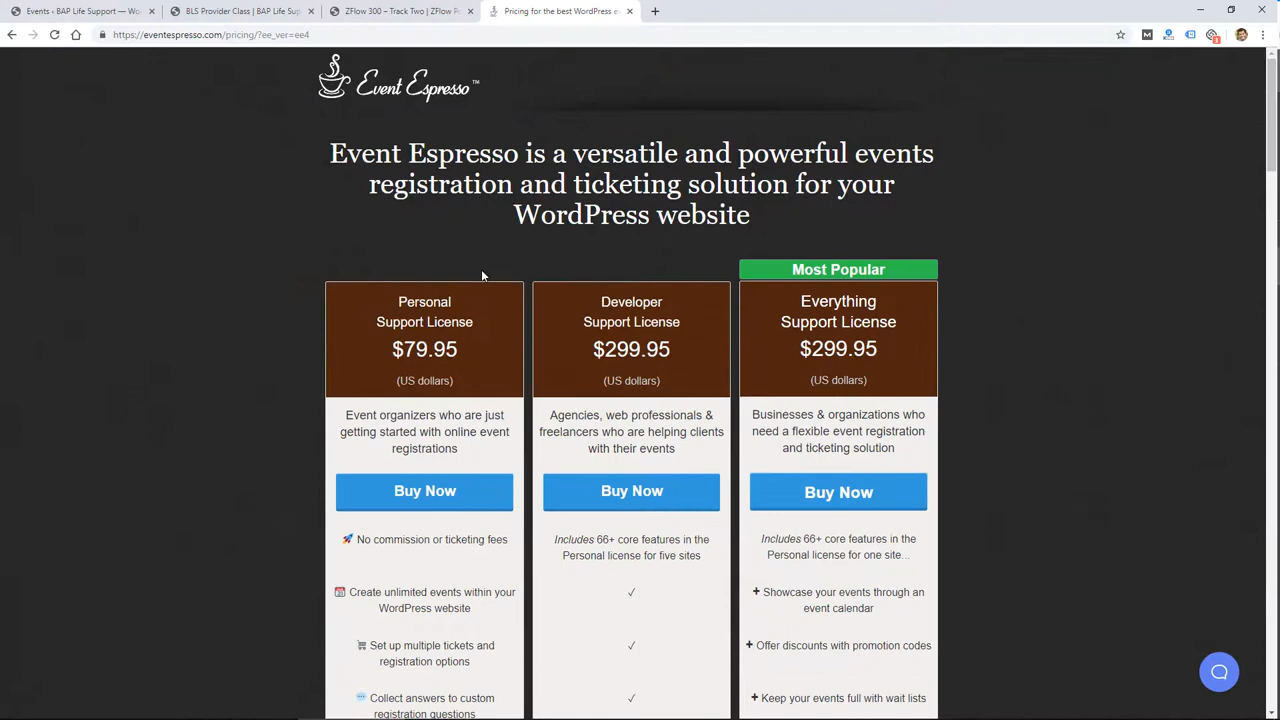 Events ‹ BAP Life Support — Wo
BLS Provider Class | BAP Life Sup
ZFlow 300 – Track Two | ZFlow Po
Pricing for the best WordPress e
https://eventespresso.com/pricing/?ee_ver=ee4
Event Espresso™
Event Espresso is a versatile and powerful events
registration and ticketing solution for your
WordPress website
Most Popular
Personal
Support License
$79.95
(US dollars)
Event organizers who are just
getting started with online event
registrations
Buy Now
No commission or ticketing fees
Create unlimited events within your
WordPress website
Set up multiple tickets and
registration options
Collect answers to custom
registration questions
Developer
Support License
$299.95
(US dollars)
Agencies, web professionals &
freelancers who are helping clients
with their events
Buy Now
Includes 66+ core features in the
Personal license for five sites
✓
✓
✓
Everything
Support License
$299.95
(US dollars)
Businesses & organizations who
need a flexible event registration
and ticketing solution
Buy Now
Includes 66+ core features in the
Personal license for one site...
+ Showcase your events through an
event calendar
+ Offer discounts with promotion codes
+ Keep your events full with wait lists